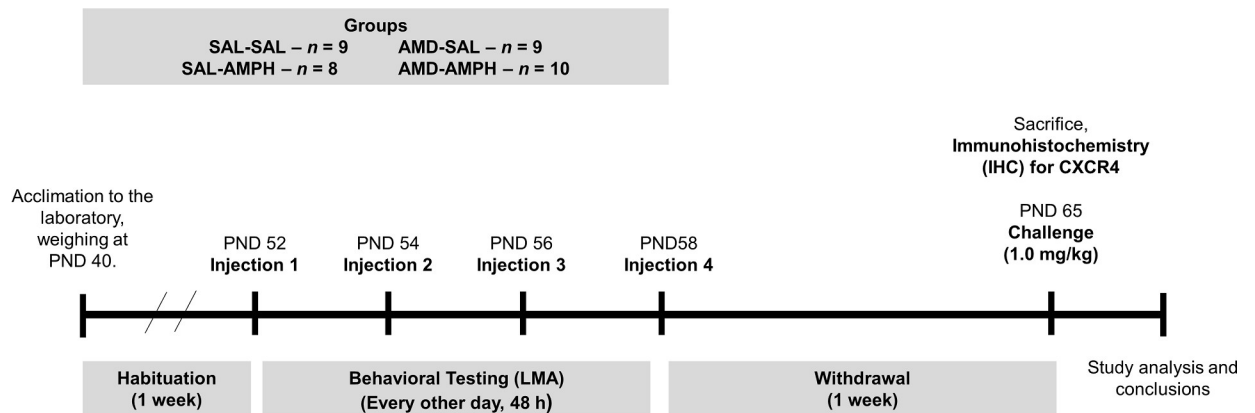 Groups
SAL-SAL – n = 9 AMD-SAL – n = 9
SAL-AMPH – n = 8 AMD-AMPH – n = 10
Acclimation to the
laboratory,
weighing at
PND 40.
PND 52
Injection 1
PND 54
Injection 2
PND 56
Injection 3
PND58
Injection 4
Sacrifice,
Immunohistochemistry
(IHC) for CXCR4
PND 65
Challenge
(1.0 mg/kg)
Habituation
(1 week)
Behavioral Testing (LMA)
(Every other day, 48 h)
Withdrawal
(1 week)
Study analysis and
conclusions